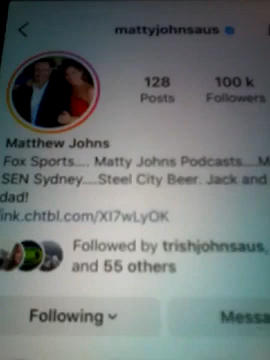 mattyjohnsaus
128 100 k
Posts Followers
Matthew Johns
Fox Sports.... Matty Johns Podcasts....M
SEN Sydney....Steel City Beer. Jack and
dad!
ink.chtbl.com/XI7wLyOK
Followed by trishjohnsaus,
and 55 others
Following Messa